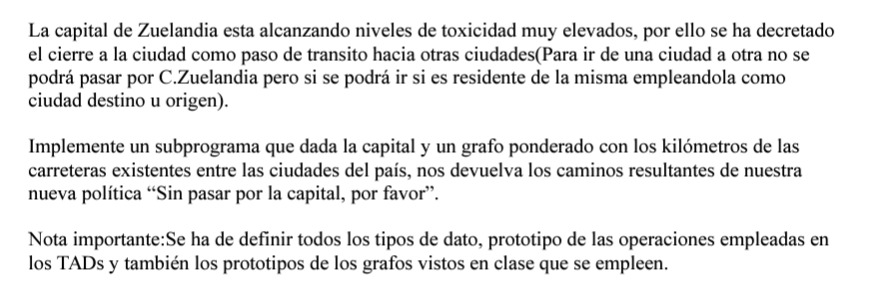 La capital de Zuelandia esta alcanzando niveles de toxicidad muy elevados, por ello se ha decretado
el cierre a la ciudad como paso de transito hacia otras ciudades(Para ir de una ciudad a otra no se
podrá pasar por C.Zuelandia pero si se podrá ir si es residente de la misma empleandola como
ciudad destino u origen).
Implemente un subprograma que dada la capital y un grafo ponderado con los kilómetros de las
carreteras existentes entre las ciudades del país, nos devuelva los caminos resultantes de nuestra
nueva política “Sin pasar por la capital, por favor”.
Nota importante:Se ha de definir todos los tipos de dato, prototipo de las operaciones empleadas en
los TADs y también los prototipos de los grafos vistos en clase que se empleen.